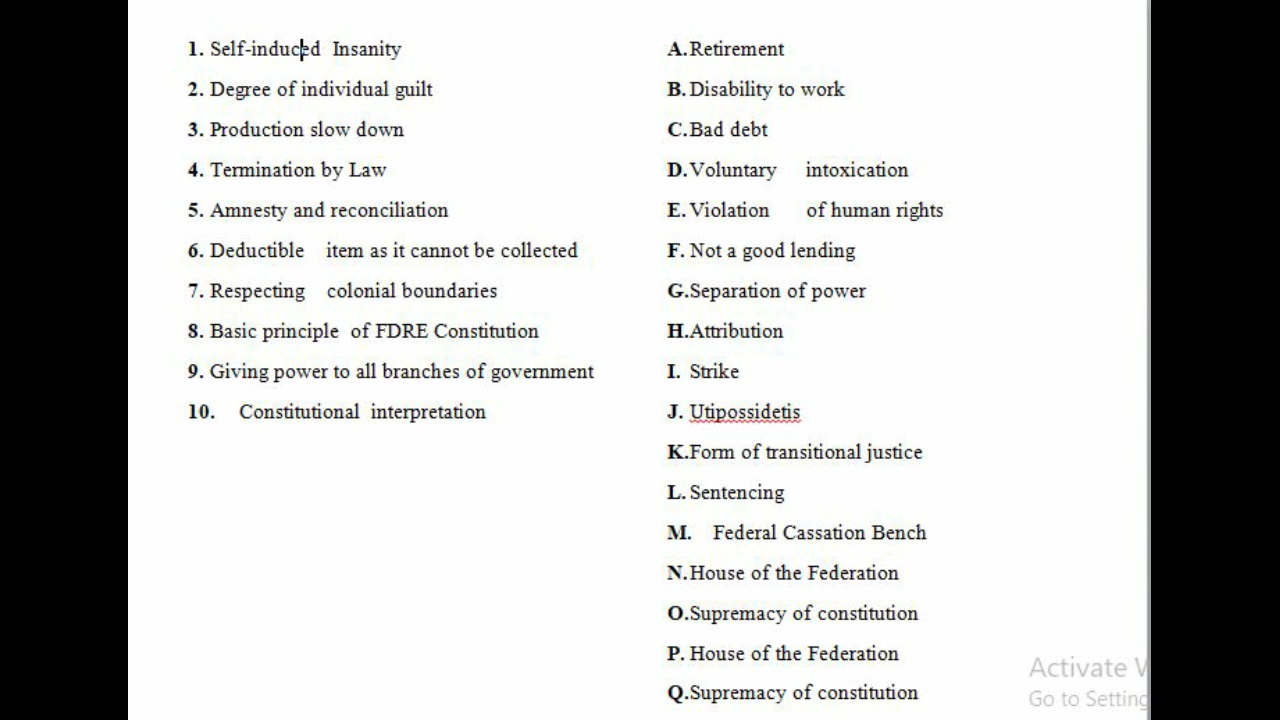 1. Self-induced Insanity
2. Degree of individual guilt
3. Production slow down
4. Termination by Law
5. Amnesty and reconciliation
6. Deductible item as it cannot be collected
7. Respecting colonial boundaries
8. Basic principle of FDRE Constitution
9. Giving power to all branches of government
10. Constitutional interpretation
A. Retirement
B. Disability to work
C. Bad debt
D. Voluntary intoxication
E. Violation of human rights
F. Not a good lending
G. Separation of power
H. Attribution
I. Strike
J. Utipossidetis
K. Form of transitional justice
L. Sentencing
M. Federal Cassation Bench
N. House of the Federation
O. Supremacy of constitution
P. House of the Federation
Q. Supremacy of constitution
Activate W
Go to Setting